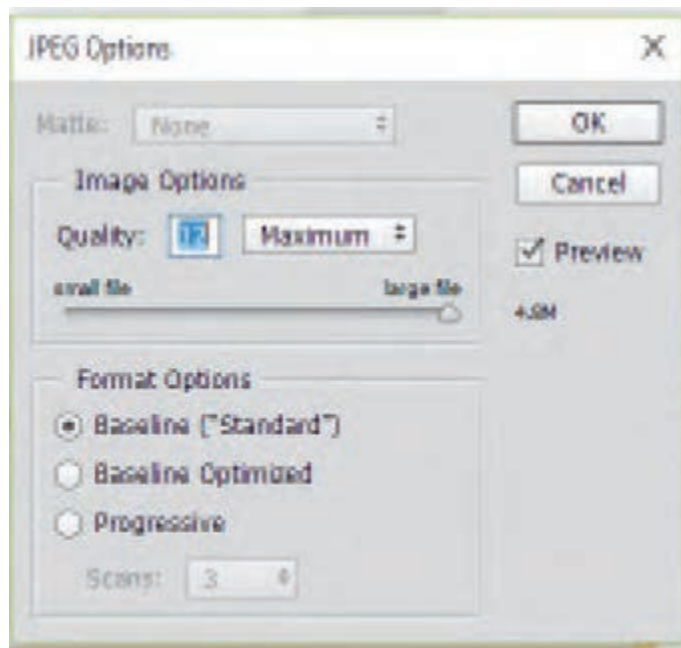 JPEG Options
Matte: None
OK
Image Options
Cancel
Quality: 12 Maximum
Preview
small file large file
Format Options
Baseline ("Standard")
Baseline Optimized
Progressive
Scans: 3